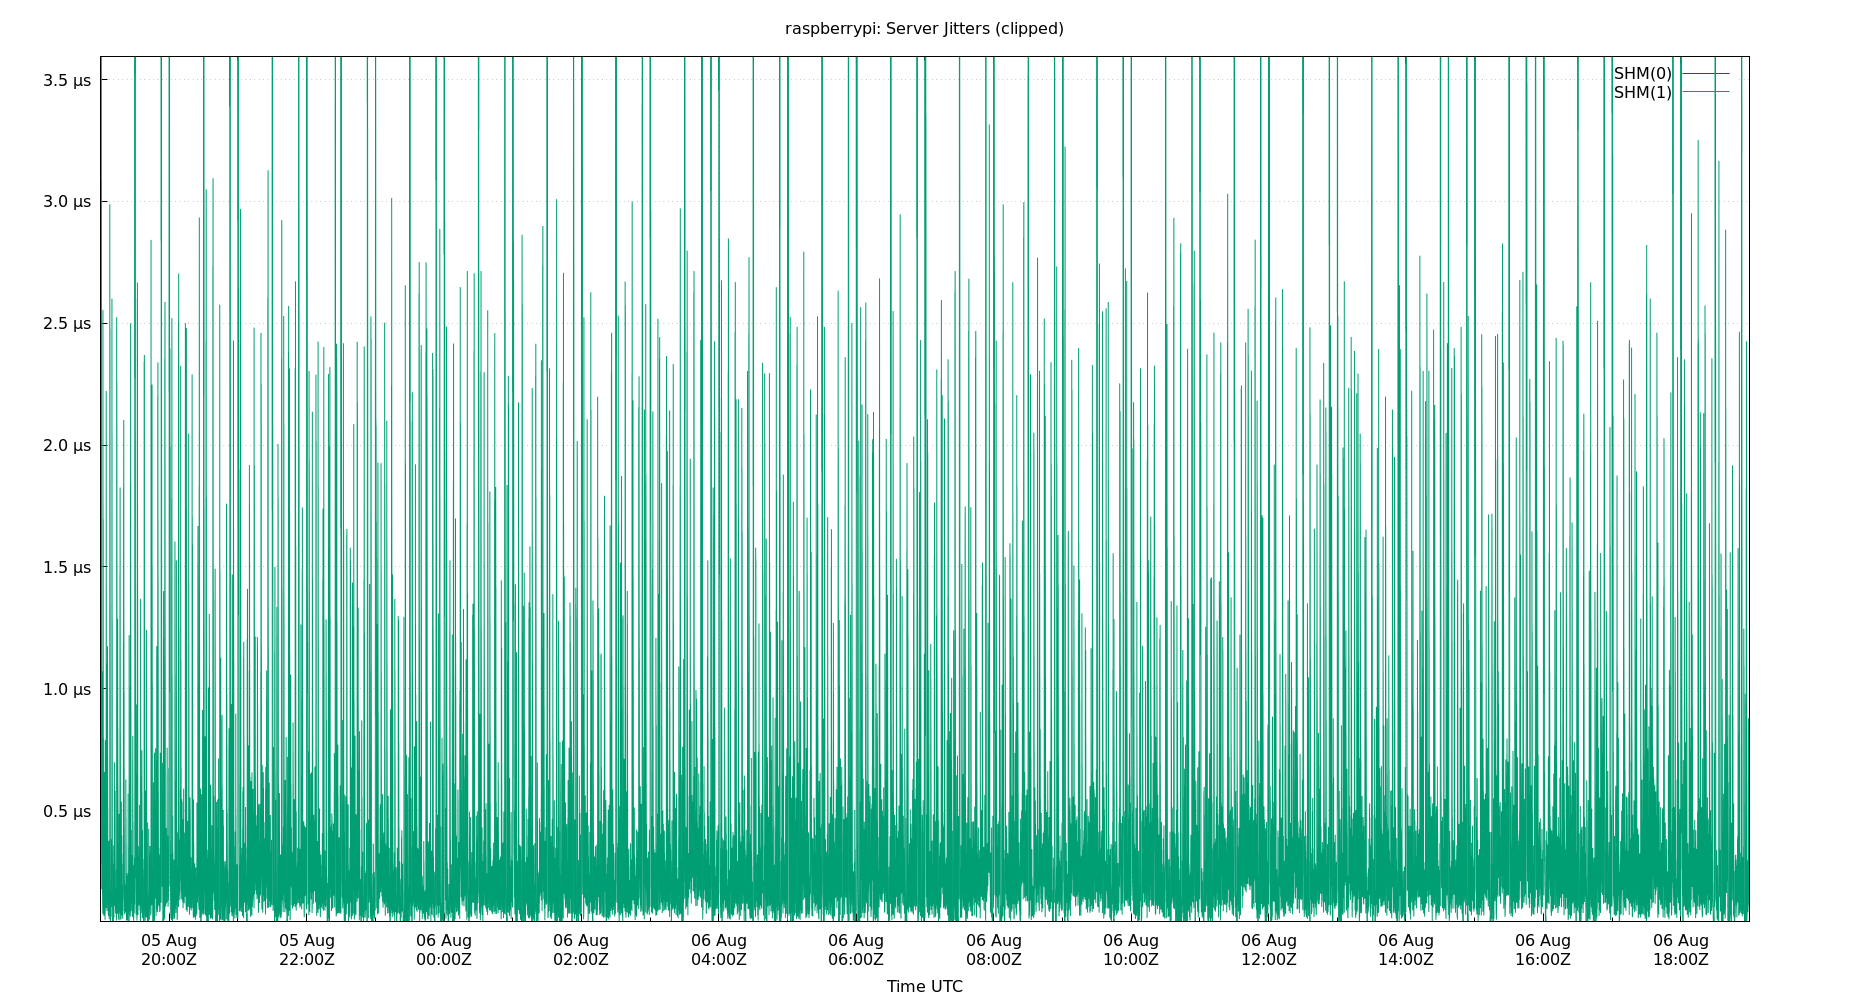 raspberrypi: Server Jitters (clipped)
3.5 µs
SHM(0)
SHM(1)
3.0 µs
2.5 µs
2.0 µs
1.5 µs
1.0 µs
0.5 µs
05 Aug 05 Aug 06 Aug 06 Aug 06 Aug 06 Aug 06 Aug 06 Aug 06 Aug 06 Aug 06 Aug 06 Aug
20:00Z 22:00Z 00:00Z 02:00Z 04:00Z 06:00Z 08:00Z 10:00Z 12:00Z 14:00Z 16:00Z 18:00Z
Time UTC